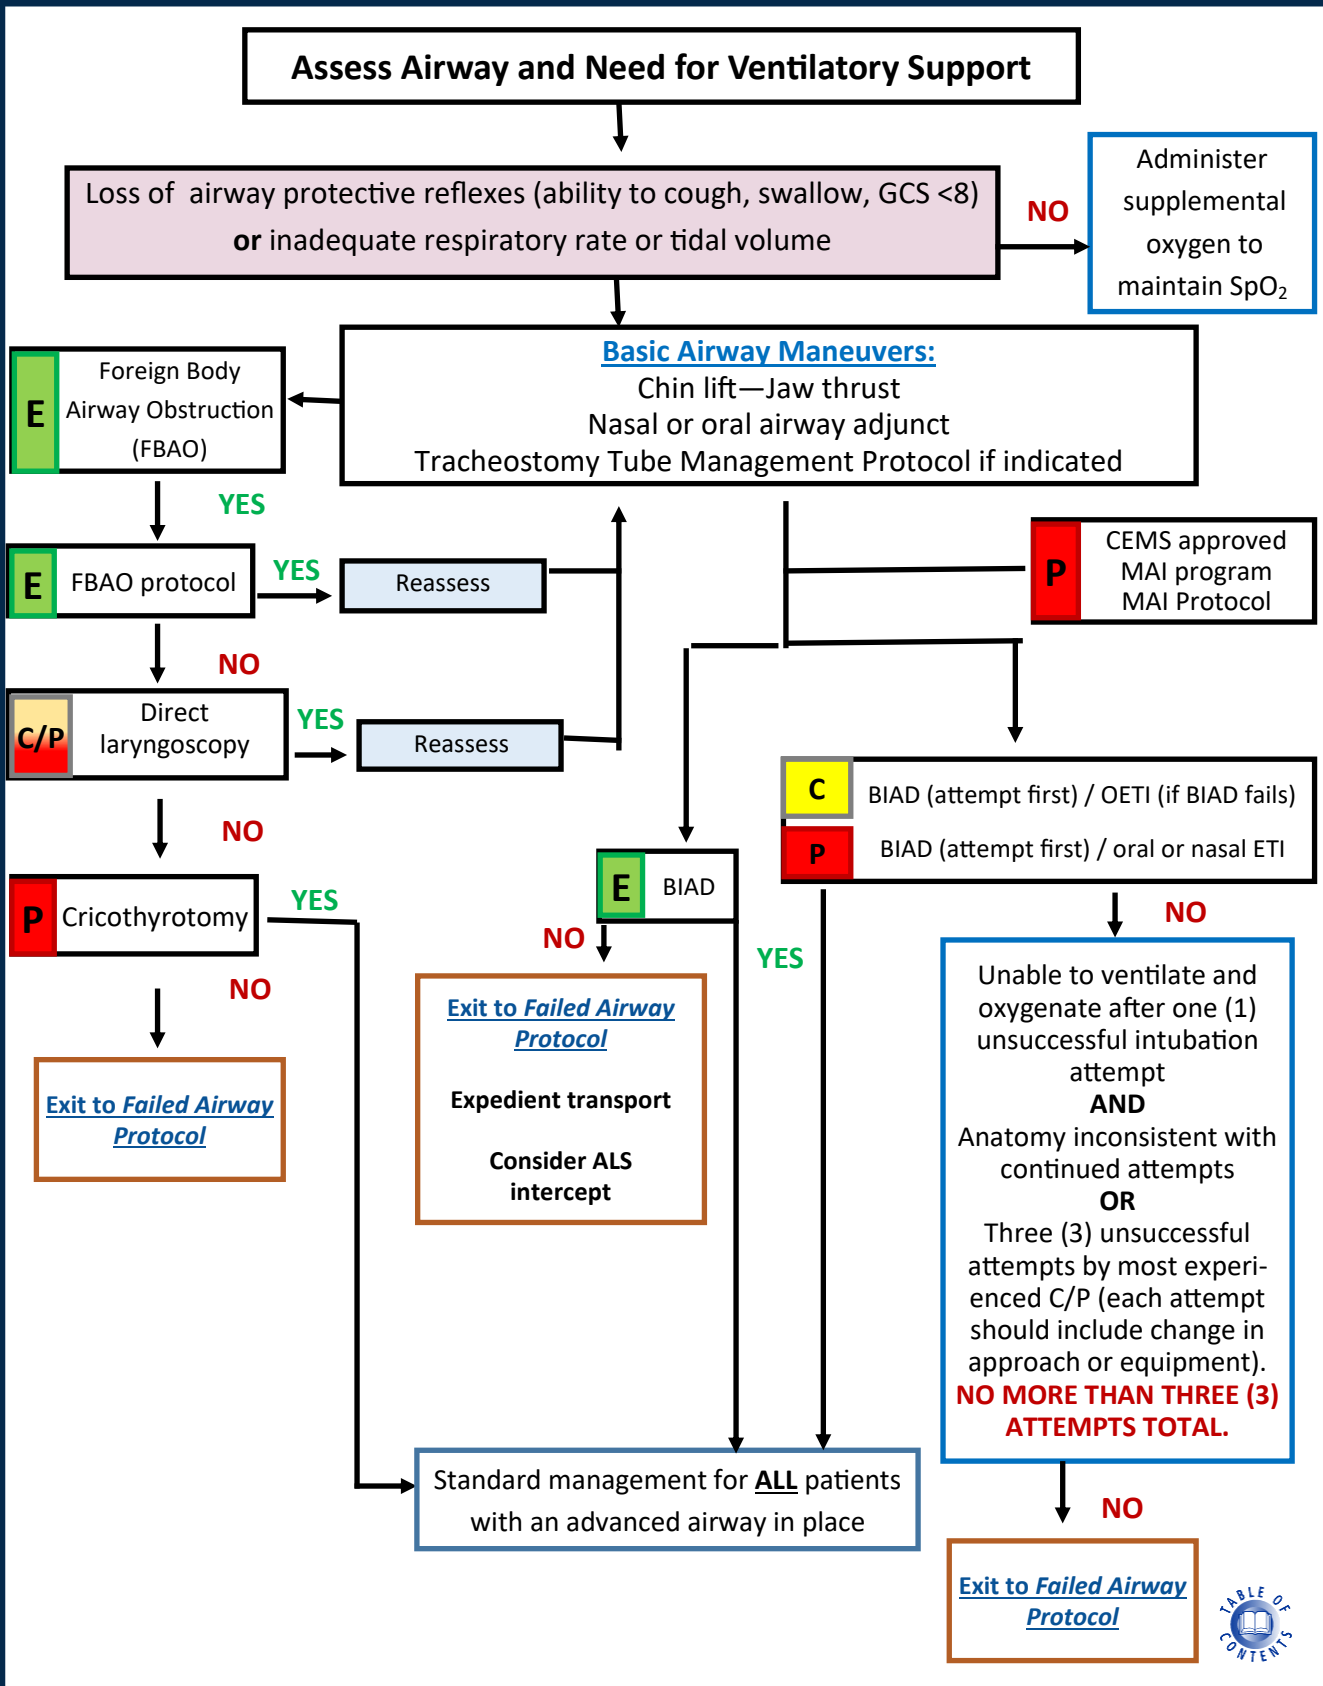 Assess Airway and Need for Ventilatory Support
Loss of airway protective reflexes (ability to cough, swallow, GCS <8)
or inadequate respiratory rate or tidal volume
NO
Administer
supplemental
oxygen to
maintain SpO₂
Basic Airway Maneuvers:
Chin lift—Jaw thrust
Nasal or oral airway adjunct
Tracheostomy Tube Management Protocol if indicated
E
Foreign Body
Airway Obstruction
(FBAO)
YES
E
FBAO protocol
YES
Reassess
P
CEMS approved
MAI program
MAI Protocol
NO
C/P
Direct
laryngoscopy
YES
Reassess
NO
C
BIAD (attempt first) / OETI (if BIAD fails)
P
BIAD (attempt first) / oral or nasal ETI
P
Cricothyrotomy
YES
E
BIAD
NO
YES
NO
NO
Exit to Failed Airway
Protocol
Exit to Failed Airway
Protocol
Expedient transport
Consider ALS
intercept
Unable to ventilate and
oxygenate after one (1)
unsuccessful intubation
attempt
AND
Anatomy inconsistent with
continued attempts
OR
Three (3) unsuccessful
attempts by most experi-
enced C/P (each attempt
should include change in
approach or equipment).
NO MORE THAN THREE (3)
ATTEMPTS TOTAL.
Standard management for ALL patients
with an advanced airway in place
NO
Exit to Failed Airway
Protocol
TABLE OF
CONTENTS